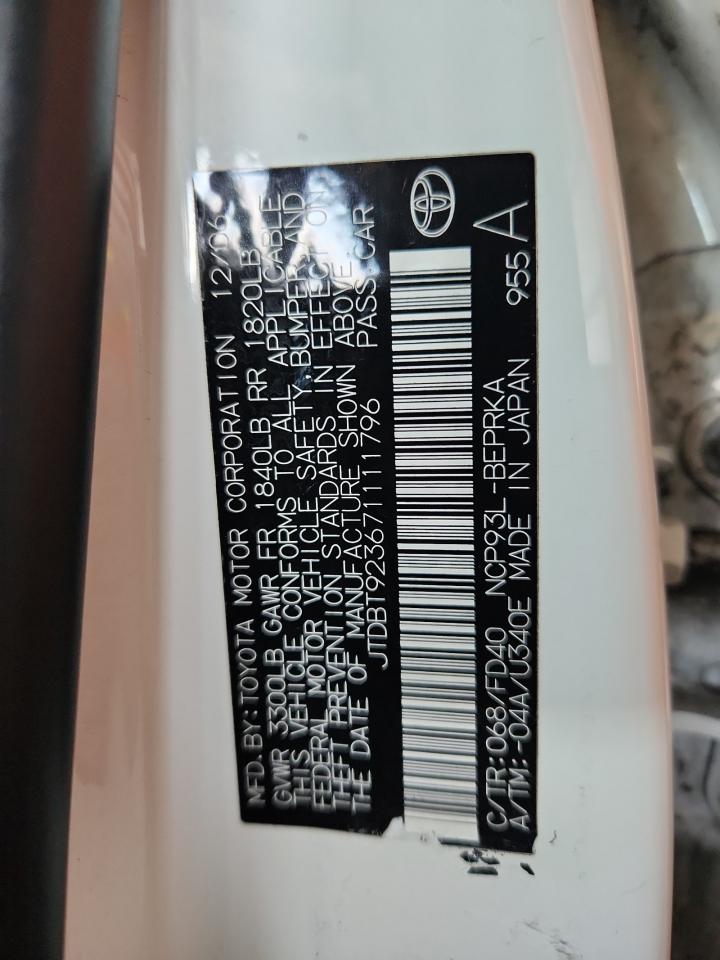 MFD. BY: TOYOTA MOTOR CORPORATION 12/06
GVWR 3300LB GAWR FR 1840LB RR 1820LB
THIS VEHICLE CONFORMS TO ALL APPLICABLE
FEDERAL MOTOR VEHICLE SAFETY, BUMPER, AND
THEFT PREVENTION STANDARDS IN EFFECT ON
THE DATE OF MANUFACTURE SHOWN ABOVE.
JTDBT923671111796 PASS.CAR
C/TR:068/FD40 NCP93L-BEPRKA
A/TM:-04A/U340E MADE IN JAPAN 955A